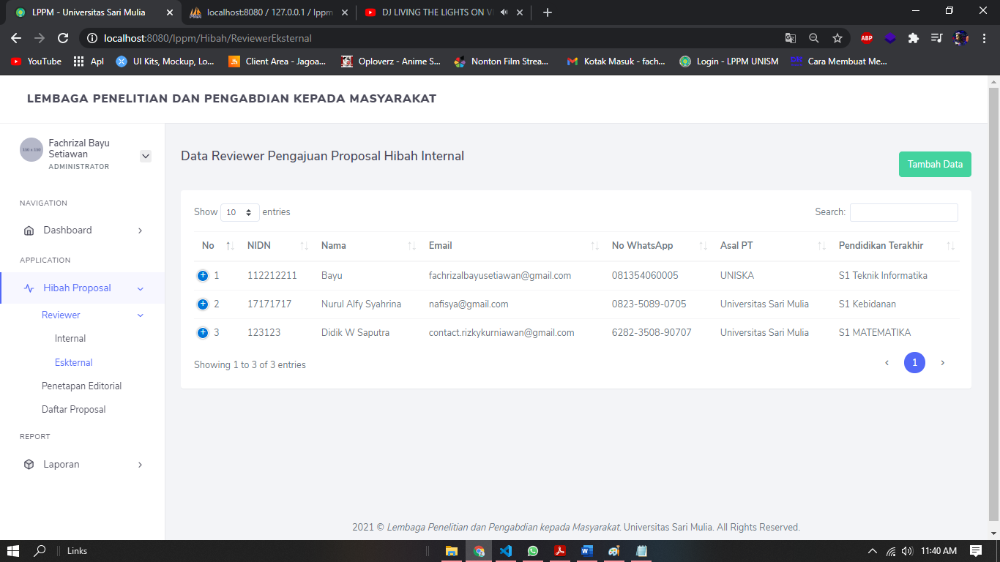 LPPM - Universitas Sari Mulia
localhost:8080 / 127.0.0.1 / lppm
DJ LIVING THE LIGHTS ON V
localhost:8080/lppm/Hibah/ReviewerEksternal
ABP
YouTube
Apl
UI Kits, Mockup, Lo...
Client Area - Jagoa...
Oploverz - Anime S...
Nonton Film Strea...
Kotak Masuk - fach...
Login - LPPM UNISM
Cara Membuat Me...
LEMBAGA PENELITIAN DAN PENGABDIAN KEPADA MASYARAKAT
Fachrizal Bayu
Setiawan
ADMINISTRATOR
NAVIGATION
Dashboard
APPLICATION
Hibah Proposal
Reviewer
Internal
Eskternal
Penetapan Editorial
Daftar Proposal
REPORT
Laporan
Data Reviewer Pengajuan Proposal Hibah Internal
Tambah Data
Show 10 entries
Search:
No NIDN Nama Email No WhatsApp Asal PT Pendidikan Terakhir
1 112212211 Bayu fachrizalbayusetiawan@gmail.com 081354060005 UNISKA S1 Teknik Informatika
2 17171717 Nurul Alfy Syahrina nafisya@gmail.com 0823-5089-0705 Universitas Sari Mulia S1 Kebidanan
3 123123 Didik W Saputra contact.rizkykurniawan@gmail.com 6282-3508-90707 Universitas Sari Mulia S1 MATEMATIKA
Showing 1 to 3 of 3 entries
‹ 1 ›
2021 © Lembaga Penelitian dan Pengabdian kepada Masyarakat. Universitas Sari Mulia. All Rights Reserved.
Links
11:40 AM